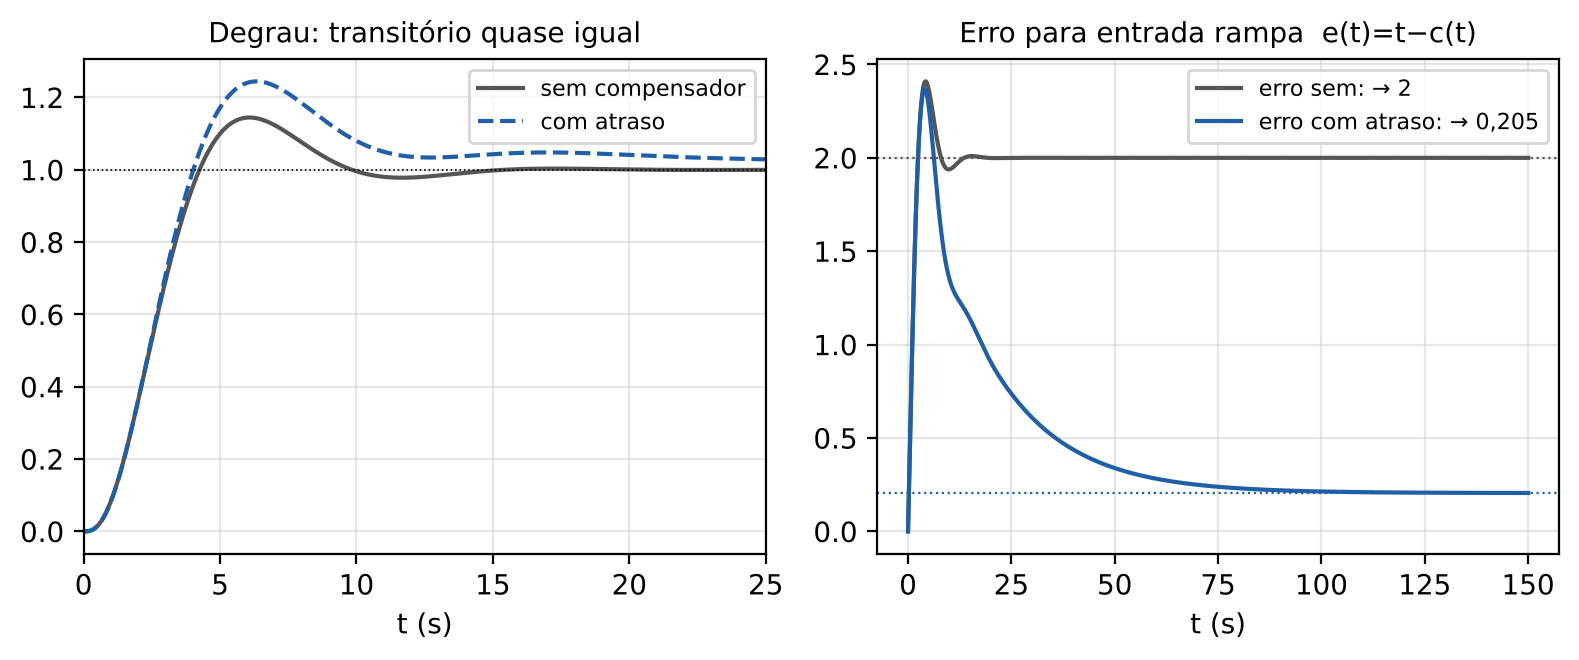 Degrau: transitório quase igual
sem compensador
com atraso
1.2
1.0
0.8
0.6
0.4
0.2
0.0
0 5 10 15 20 25
t (s)
Erro para entrada rampa e(t)=t−c(t)
erro sem: → 2
erro com atraso: → 0,205
2.5
2.0
1.5
1.0
0.5
0.0
0 25 50 75 100 125 150
t (s)